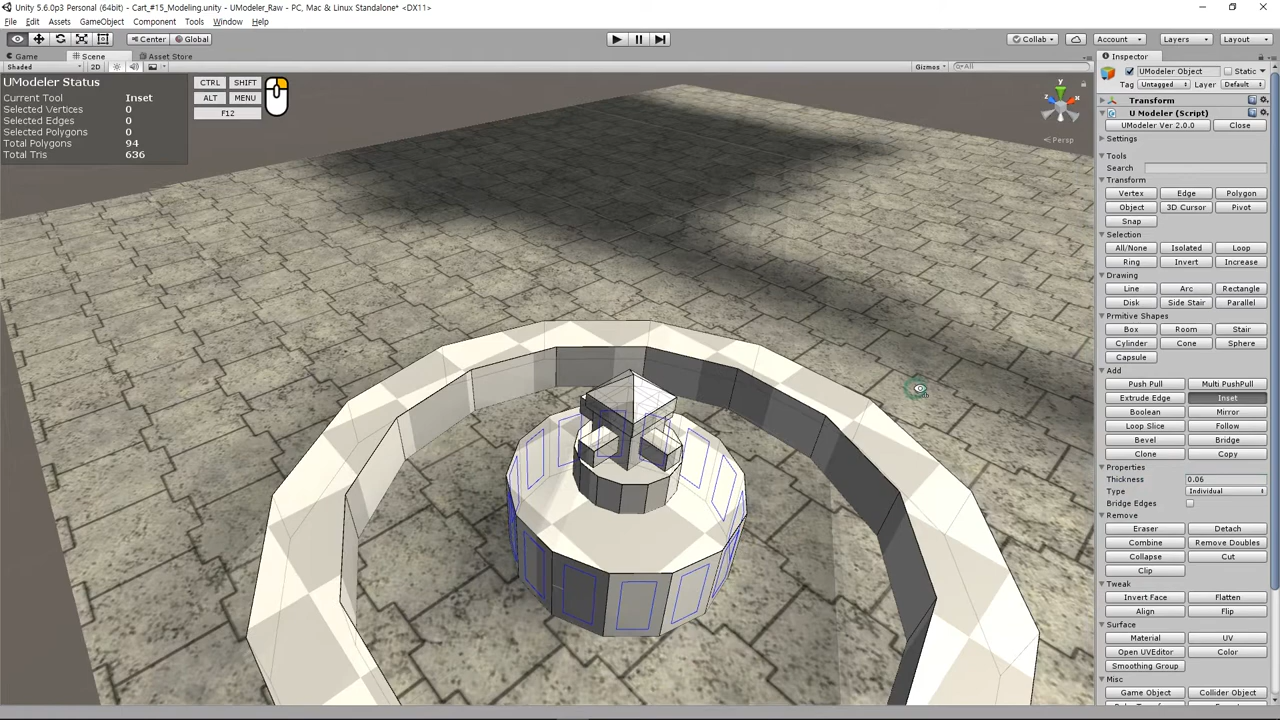 Unity 5.6.0p3 Personal (64bit) - Cart_#15_Modeling.unity - UModeler_Raw - PC, Mac & Linux Standalone* <DX11>
File Edit Assets GameObject Component Tools Window Help
Center Global Collab Account Layers Layout
Game Scene Asset Store Inspector
Shaded 2D Gizmos All
UModeler Object Static
Tag Untagged Layer Default
Transform
U Modeler (Script)
UModeler Ver 2.0.0 Close
Settings
Tools
Search
Transform
Vertex Edge Polygon
Object 3D Cursor Pivot
Snap
Selection
All/None Isolated Loop
Ring Invert Increase
Drawing
Line Arc Rectangle
Disk Side Stair Parallel
Prmitive Shapes
Box Room Stair
Cylinder Cone Sphere
Capsule
Add
Push Pull Multi PushPull
Extrude Edge Inset
Boolean Mirror
Loop Slice Follow
Bevel Bridge
Clone Copy
Properties
Thickness 0.06
Type Individual
Bridge Edges
Remove
Eraser Detach
Combine Remove Doubles
Collapse Cut
Clip
Tweak
Invert Face Flatten
Align Flip
Surface
Material UV
Open UVEditor Color
Smoothing Group
Misc
Game Object Collider Object
UModeler Status
Current Tool Inset
Selected Vertices 0
Selected Edges 0
Selected Polygons 0
Total Polygons 94
Total Tris 636
CTRL SHIFT
ALT MENU
F12
y
x
z
Persp